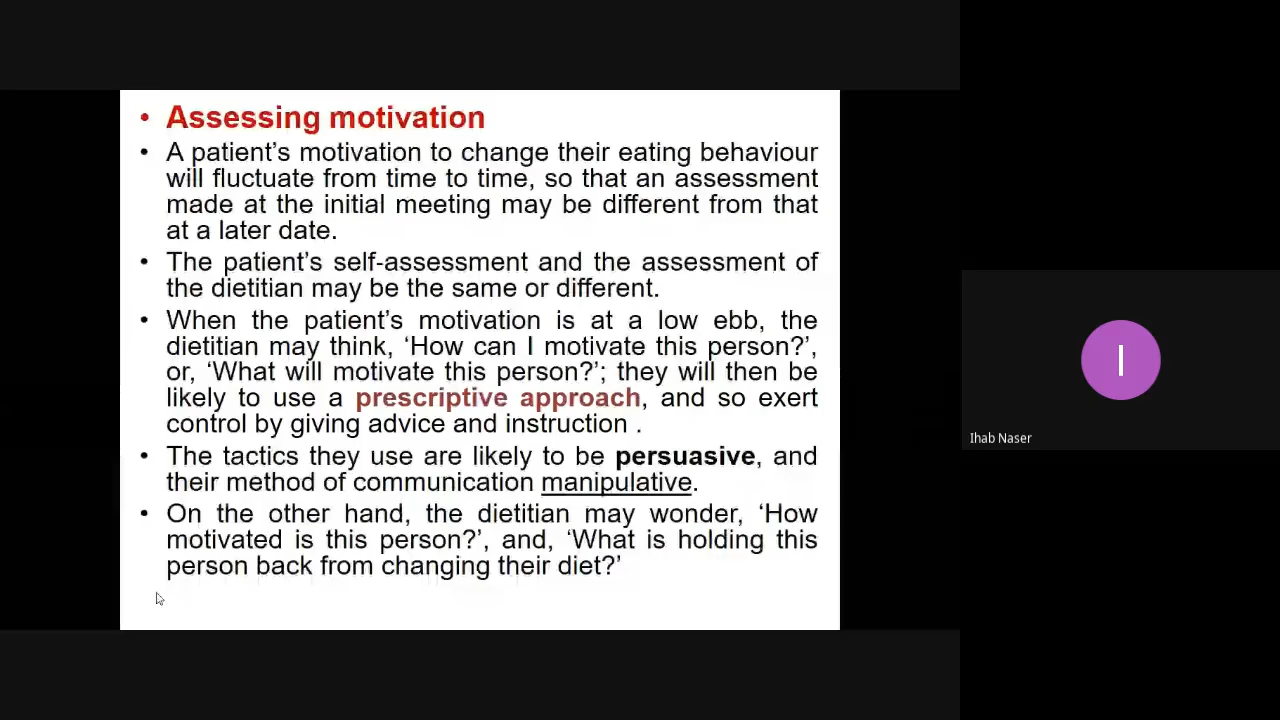 • Assessing motivation
• A patient’s motivation to change their eating behaviour
will fluctuate from time to time, so that an assessment
made at the initial meeting may be different from that
at a later date.
• The patient’s self-assessment and the assessment of
the dietitian may be the same or different.
• When the patient’s motivation is at a low ebb, the
dietitian may think, ‘How can I motivate this person?’,
or, ‘What will motivate this person?’; they will then be
likely to use a prescriptive approach, and so exert
control by giving advice and instruction .
• The tactics they use are likely to be persuasive, and
their method of communication manipulative.
• On the other hand, the dietitian may wonder, ‘How
motivated is this person?’, and, ‘What is holding this
person back from changing their diet?’
I
Ihab Naser